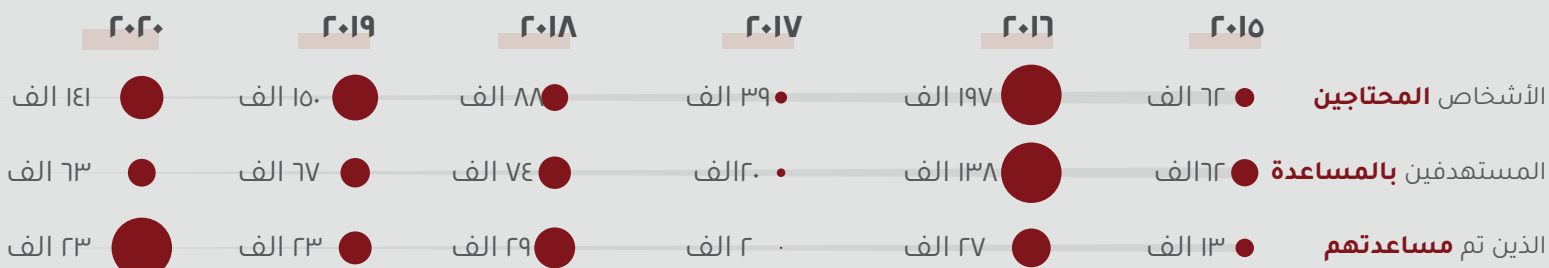 ٢٠١٥ ٢٠١٦ ٢٠١٧ ٢٠١٨ ٢٠١٩ ٢٠٢٠
الأشخاص المحتاجين ٦٢ الف ١٩٧ الف ٣٩ الف ٨٨ الف ١٥٠ الف ١٤١ الف
المستهدفين بالمساعدة ٦٢الف ١٣٨ الف ٢٠الف ٧٤ الف ٦٧ الف ٦٣ الف
الذين تم مساعدتهم ١٣ الف ٢٧ الف ٢ الف ٢٩ الف ٢٣ الف ٢٣ الف